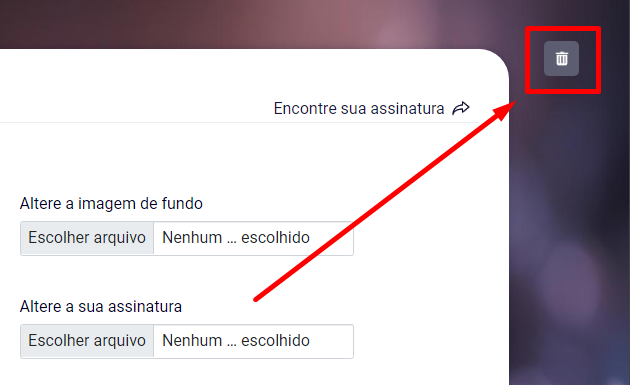 Encontre sua assinatura
Altere a imagem de fundo
Escolher arquivo Nenhum ... escolhido
Altere a sua assinatura
Escolher arquivo Nenhum ... escolhido